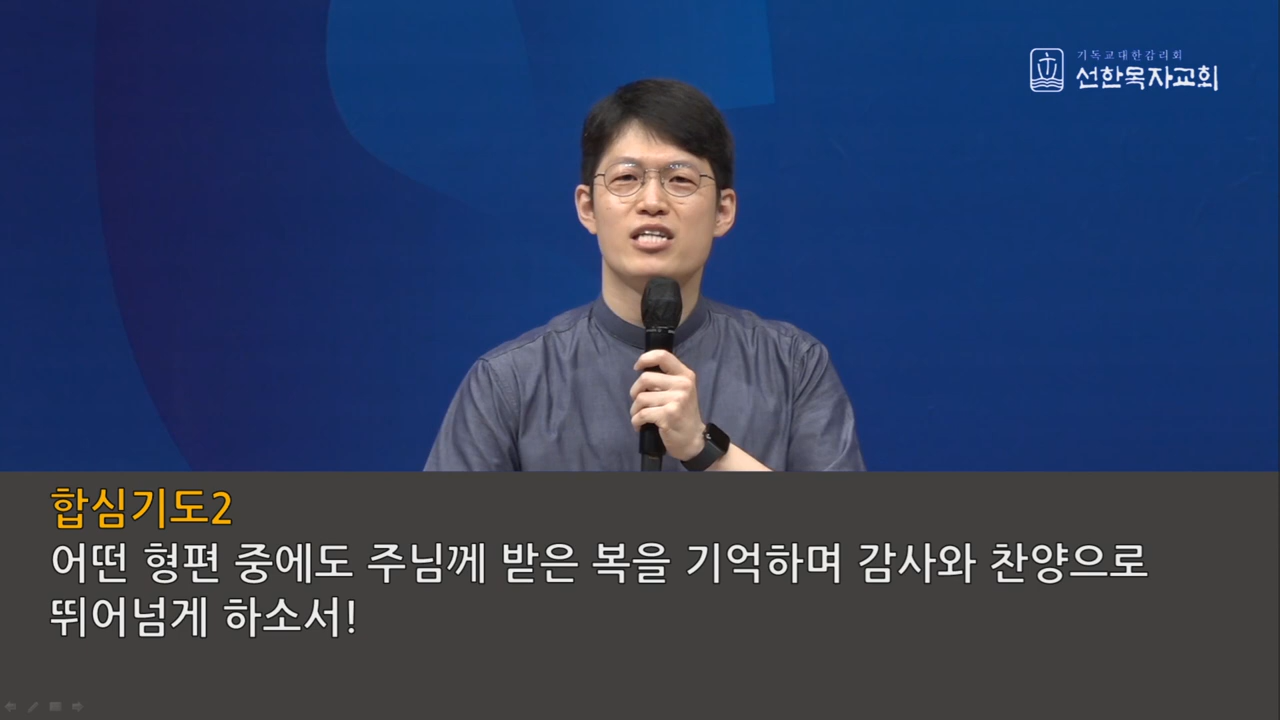 기독교대한감리회
선한목자교회
합심기도2
어떤 형편 중에도 주님께 받은 복을 기억하며 감사와 찬양으로
뛰어넘게 하소서!